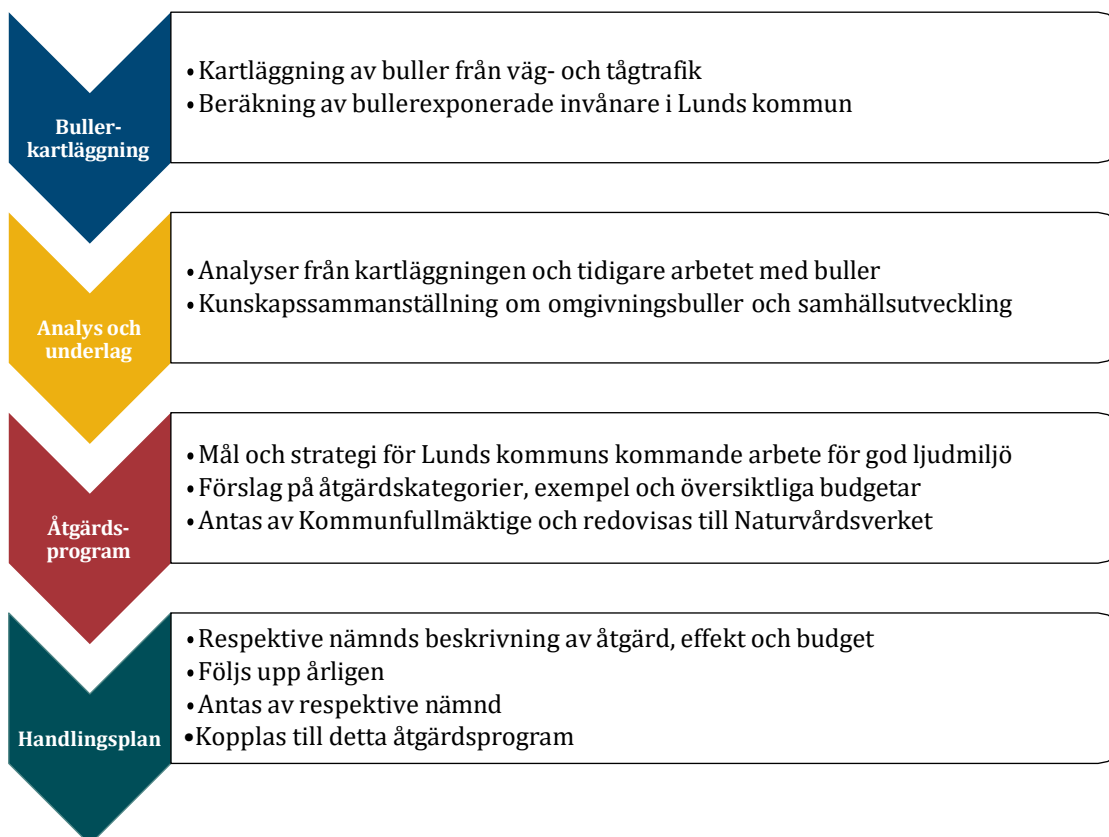 Buller-
kartläggning
•Kartläggning av buller från väg- och tågtrafik
•Beräkning av bullerexponerade invånare i Lunds kommun
Analys och
underlag
•Analyser från kartläggningen och tidigare arbetet med buller
•Kunskapssammanställning om omgivningsbuller och samhällsutveckling
Åtgärds-
program
•Mål och strategi för Lunds kommuns kommande arbete för god ljudmiljö
•Förslag på åtgärdskategorier, exempel och översiktliga budgetar
•Antas av Kommunfullmäktige och redovisas till Naturvårdsverket
Handlingsplan
•Respektive nämnds beskrivning av åtgärd, effekt och budget
•Följs upp årligen
•Antas av respektive nämnd
•Kopplas till detta åtgärdsprogram